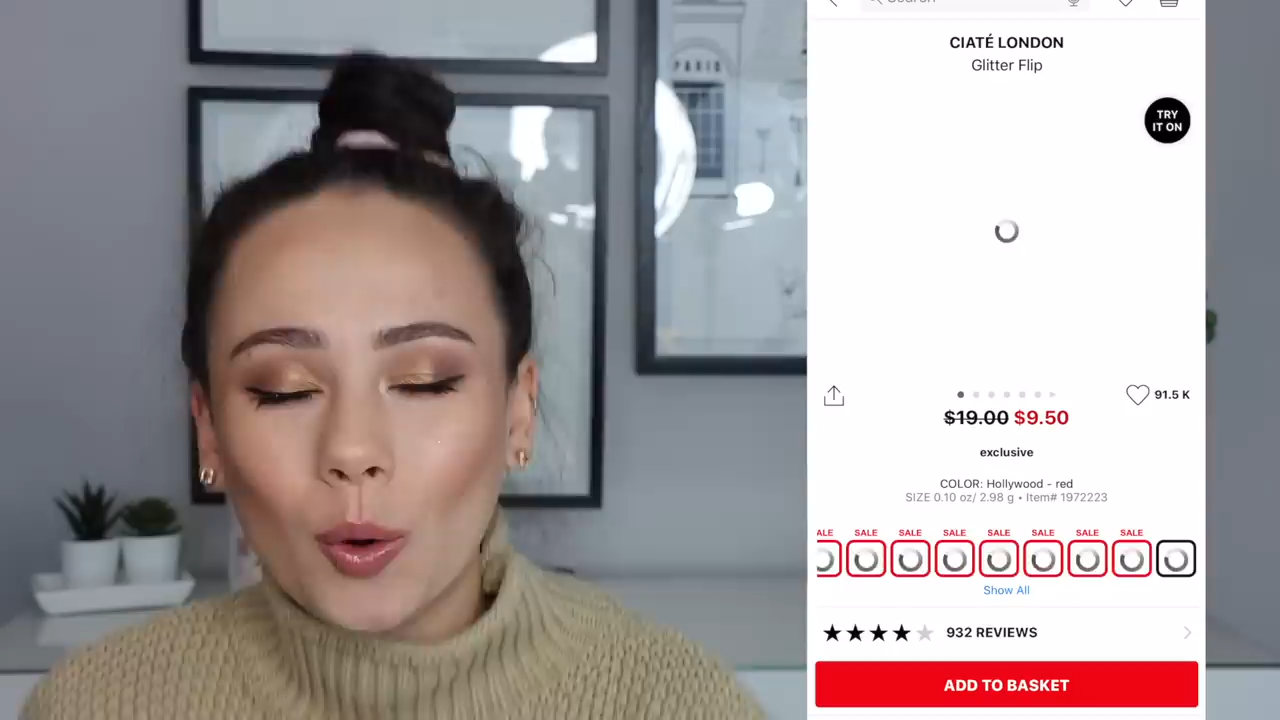 Search
PARIS
CIATÉ LONDON
Glitter Flip
TRY
IT ON
91.5 K
$19.00 $9.50
exclusive
COLOR: Hollywood - red
SIZE 0.10 oz/ 2.98 g • Item# 1972223
ALE SALE SALE SALE SALE SALE SALE SALE
Show All
932 REVIEWS
ADD TO BASKET